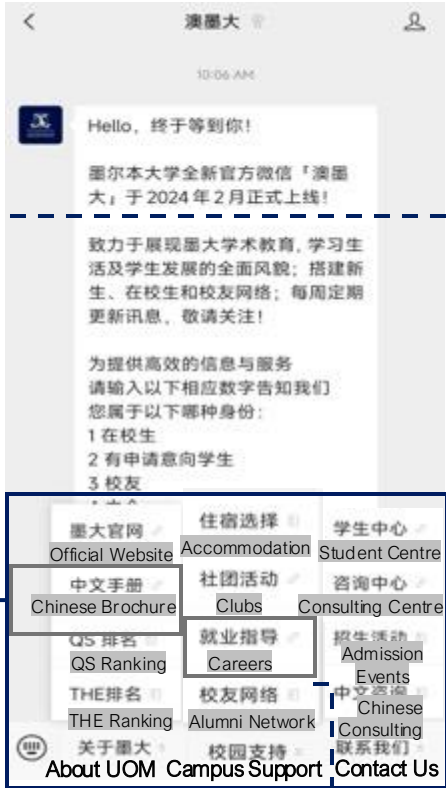 澳墨大
10:06 AM
Hello，终于等到你！
墨尔本大学全新官方微信「澳墨
大」于 2024 年 2 月正式上线！
致力于展现墨大学术教育, 学习生
活及学生发展的全面风貌；搭建新
生、在校生和校友网络；每周定期
更新讯息，敬请关注！
为提供高效的信息与服务
请输入以下相应数字告知我们
您属于以下哪种身份：
1 在校生
2 有申请意向学生
3 校友
墨大官网
Official Website
中文手册
Chinese Brochure
QS 排名
QS Ranking
THE排名
THE Ranking
关于墨大
About UOM
住宿选择
Accommodation
社团活动
Clubs
就业指导
Careers
校友网络
Alumni Network
校园支持
Campus Support
学生中心
Student Centre
咨询中心
Consulting Centre
招生活动
Admission
Events
中文咨询
Chinese
Consulting
联系我们
Contact Us